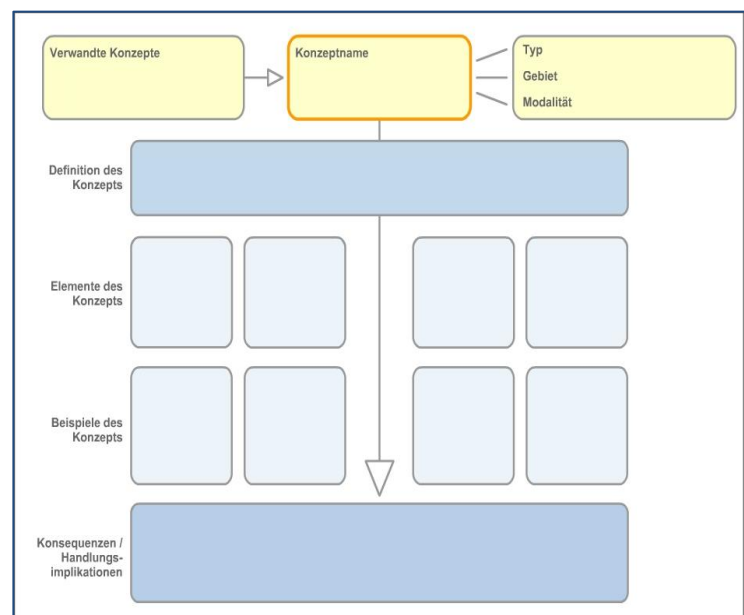 Verwandte Konzepte
Konzeptname
Typ
Gebiet
Modalität
Definition des
Konzepts
Elemente des
Konzepts
Beispiele des
Konzepts
Konsequenzen /
Handlungs-
implikationen